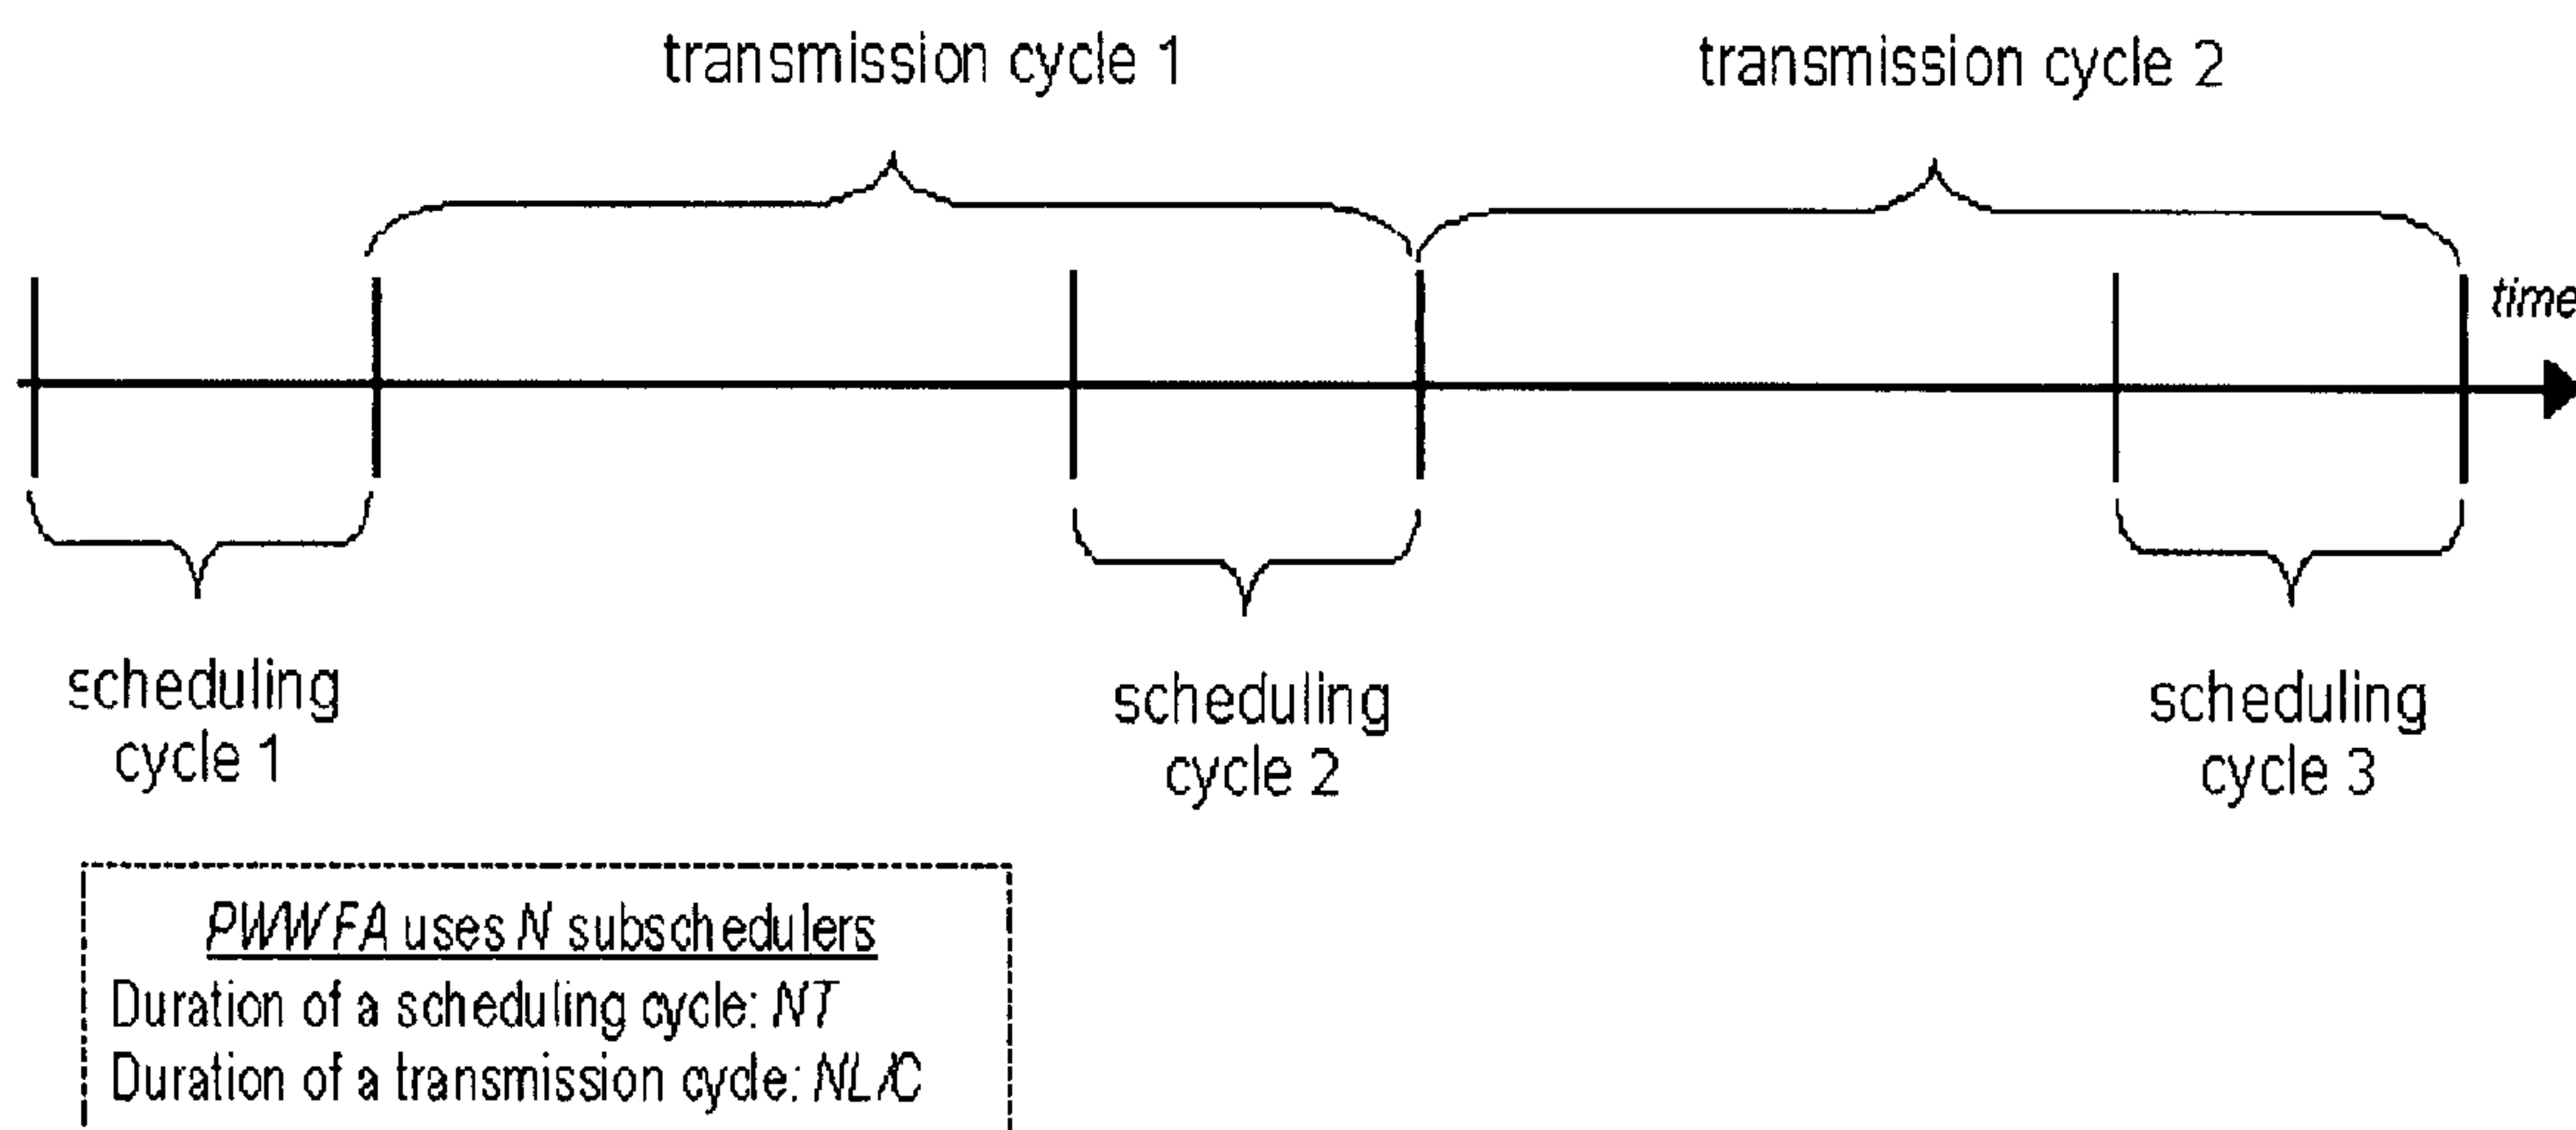 transmission cycle 1
transmission cycle 2
time
scheduling
cycle 1
scheduling
cycle 2
scheduling
cycle 3
PWWFA uses N subschedulers
Duration of a scheduling cycle: NT
Duration of a transmission cycle: NL/C